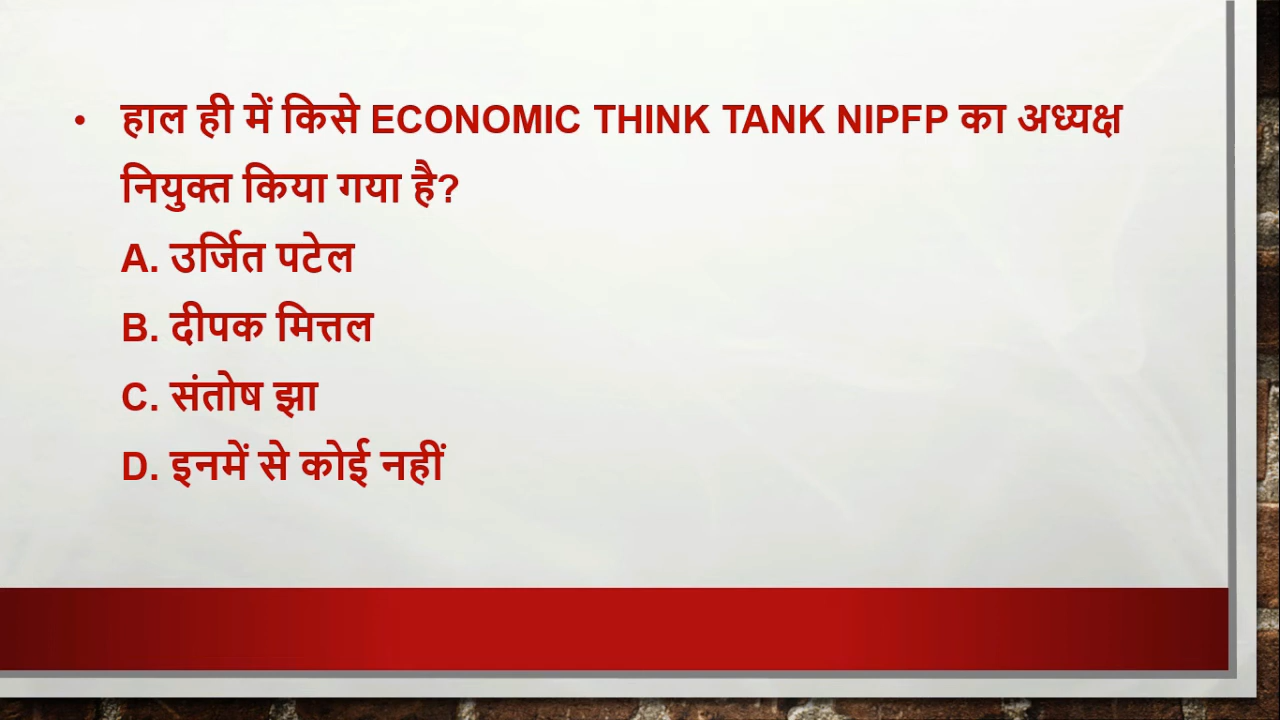 • हाल ही में किसे ECONOMIC THINK TANK NIPFP का अध्यक्ष
नियुक्त किया गया है?
A. उर्जित पटेल
B. दीपक मित्तल
C. संतोष झा
D. इनमें से कोई नहीं